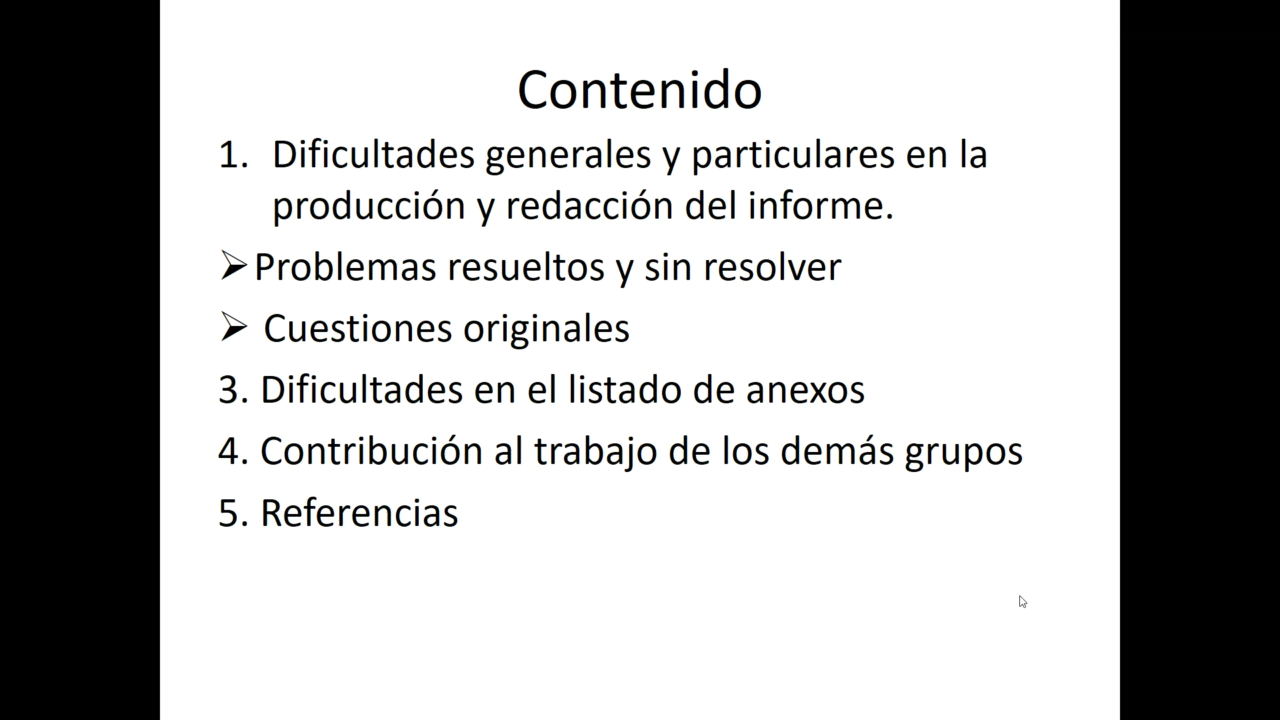 Contenido
1. Dificultades generales y particulares en la
producción y redacción del informe.
➢Problemas resueltos y sin resolver
➢ Cuestiones originales
3. Dificultades en el listado de anexos
4. Contribución al trabajo de los demás grupos
5. Referencias